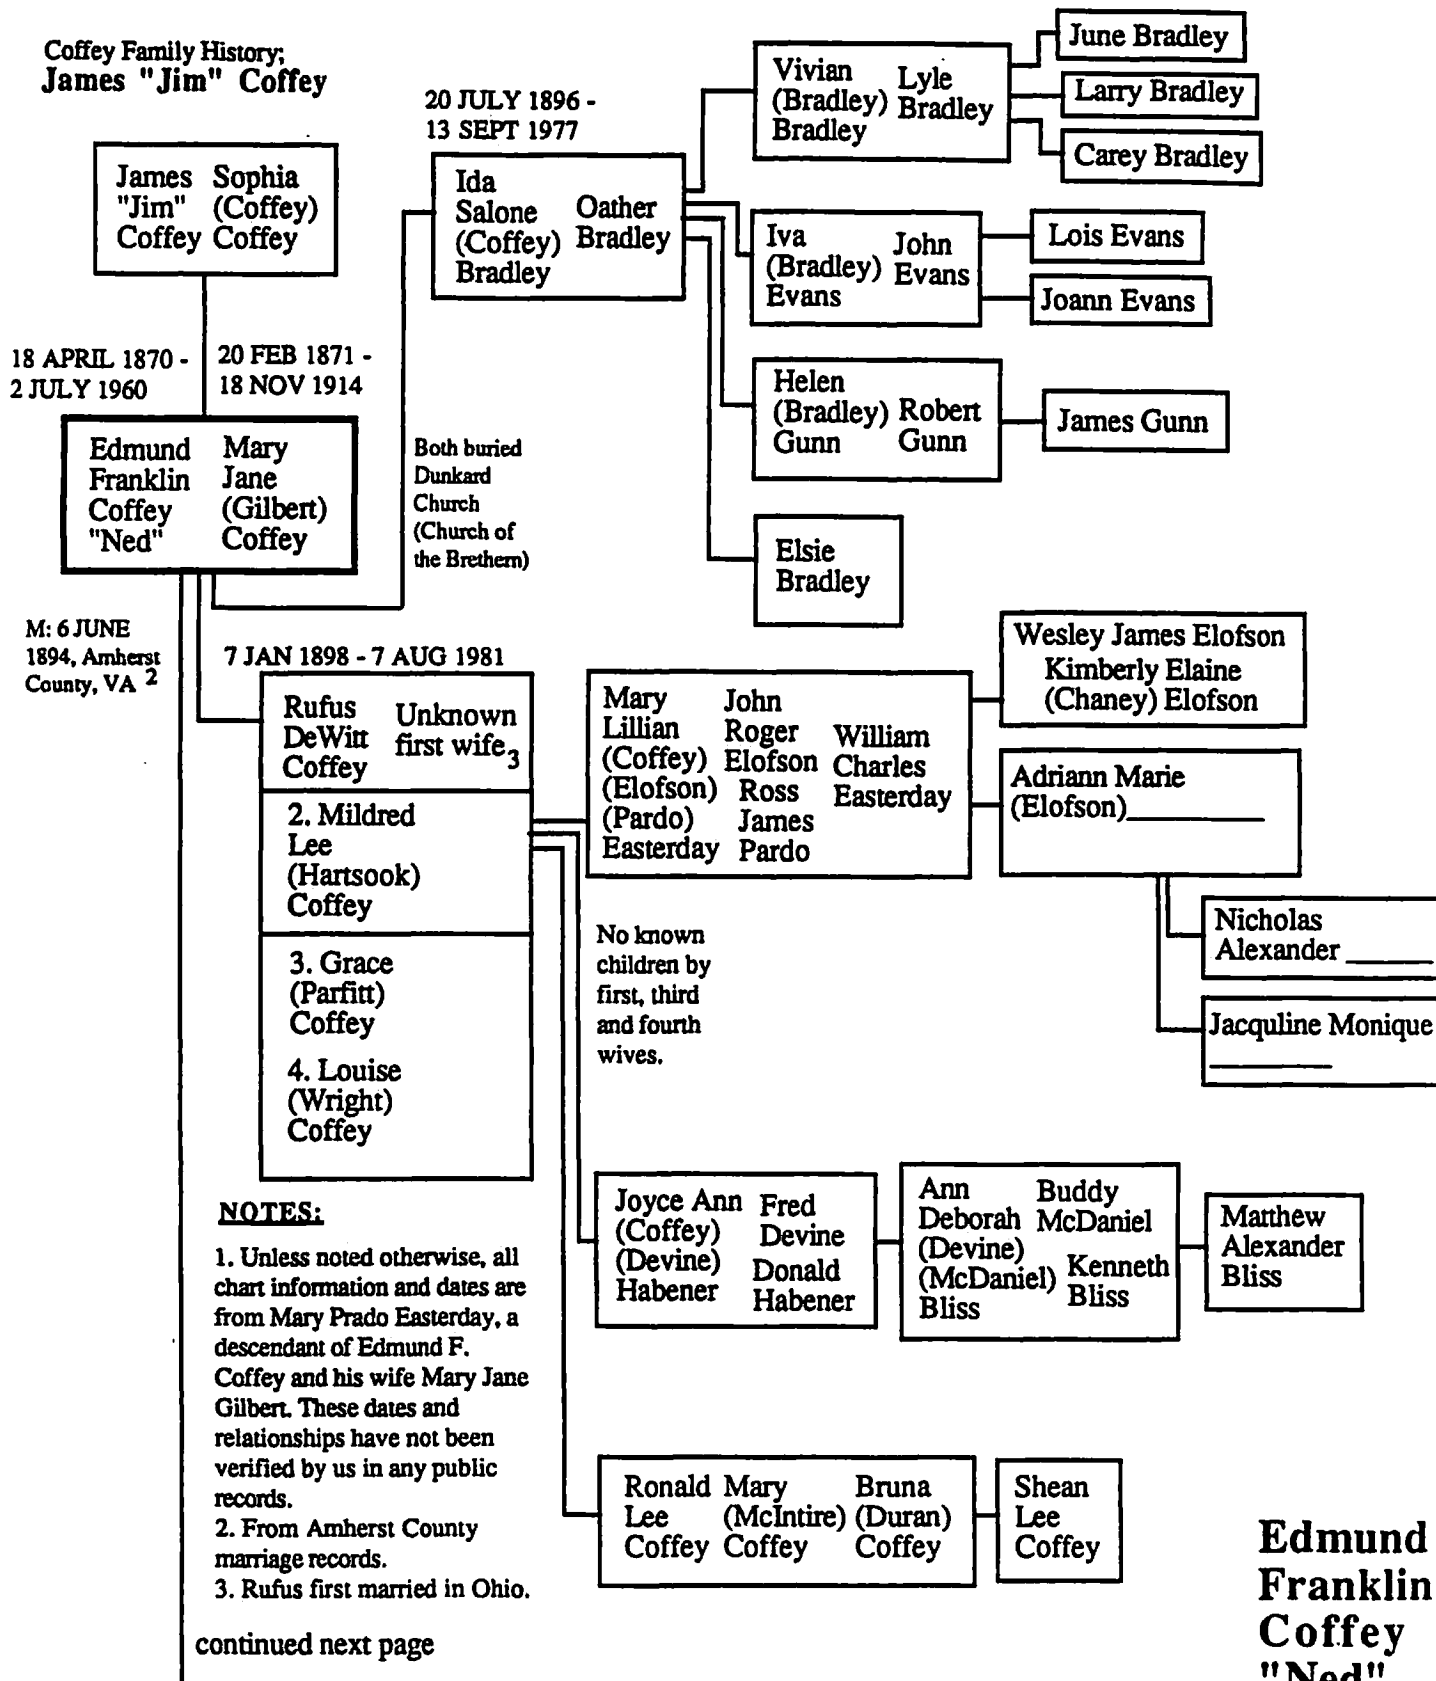 Coffey Family History;
James "Jim" Coffey
James Sophia
"Jim" (Coffey)
Coffey Coffey
18 APRIL 1870 -
2 JULY 1960
20 FEB 1871 -
18 NOV 1914
Edmund Mary
Franklin Jane
Coffey (Gilbert)
"Ned" Coffey
M: 6 JUNE
1894, Amherst
County, VA 2
20 JULY 1896 -
13 SEPT 1977
Ida
Salone
(Coffey)
Bradley
Oather
Bradley
Both buried
Dunkard
Church
(Church of
the Brethern)
Vivian
(Bradley)
Bradley
Lyle
Bradley
June Bradley
Larry Bradley
Carey Bradley
Iva
(Bradley)
Evans
John
Evans
Lois Evans
Joann Evans
Helen
(Bradley)
Gunn
Robert
Gunn
James Gunn
Elsie
Bradley
7 JAN 1898 - 7 AUG 1981
Rufus
DeWitt
Coffey
Unknown
first wife3
2. Mildred
Lee
(Hartsook)
Coffey
3. Grace
(Parfitt)
Coffey
4. Louise
(Wright)
Coffey
Mary
Lillian
(Coffey)
(Elofson)
(Pardo)
Easterday
John
Roger
Elofson
Ross
James
Pardo
William
Charles
Easterday
Wesley James Elofson
Kimberly Elaine
(Chaney) Elofson
Adriann Marie
(Elofson)__________
Nicholas
Alexander ______
Jacquline Monique
_________
No known
children by
first, third
and fourth
wives.
Joyce Ann
(Coffey)
(Devine)
Habener
Fred
Devine
Donald
Habener
Ann
Deborah
(Devine)
(McDaniel)
Bliss
Buddy
McDaniel
Kenneth
Bliss
Matthew
Alexander
Bliss
Ronald
Lee
Coffey
Mary
(McIntire)
Coffey
Bruna
(Duran)
Coffey
Shean
Lee
Coffey
NOTES:
1. Unless noted otherwise, all
chart information and dates are
from Mary Prado Easterday, a
descendant of Edmund F.
Coffey and his wife Mary Jane
Gilbert. These dates and
relationships have not been
verified by us in any public
records.
2. From Amherst County
marriage records.
3. Rufus first married in Ohio.
continued next page
Edmund
Franklin
Coffey
"Ned"